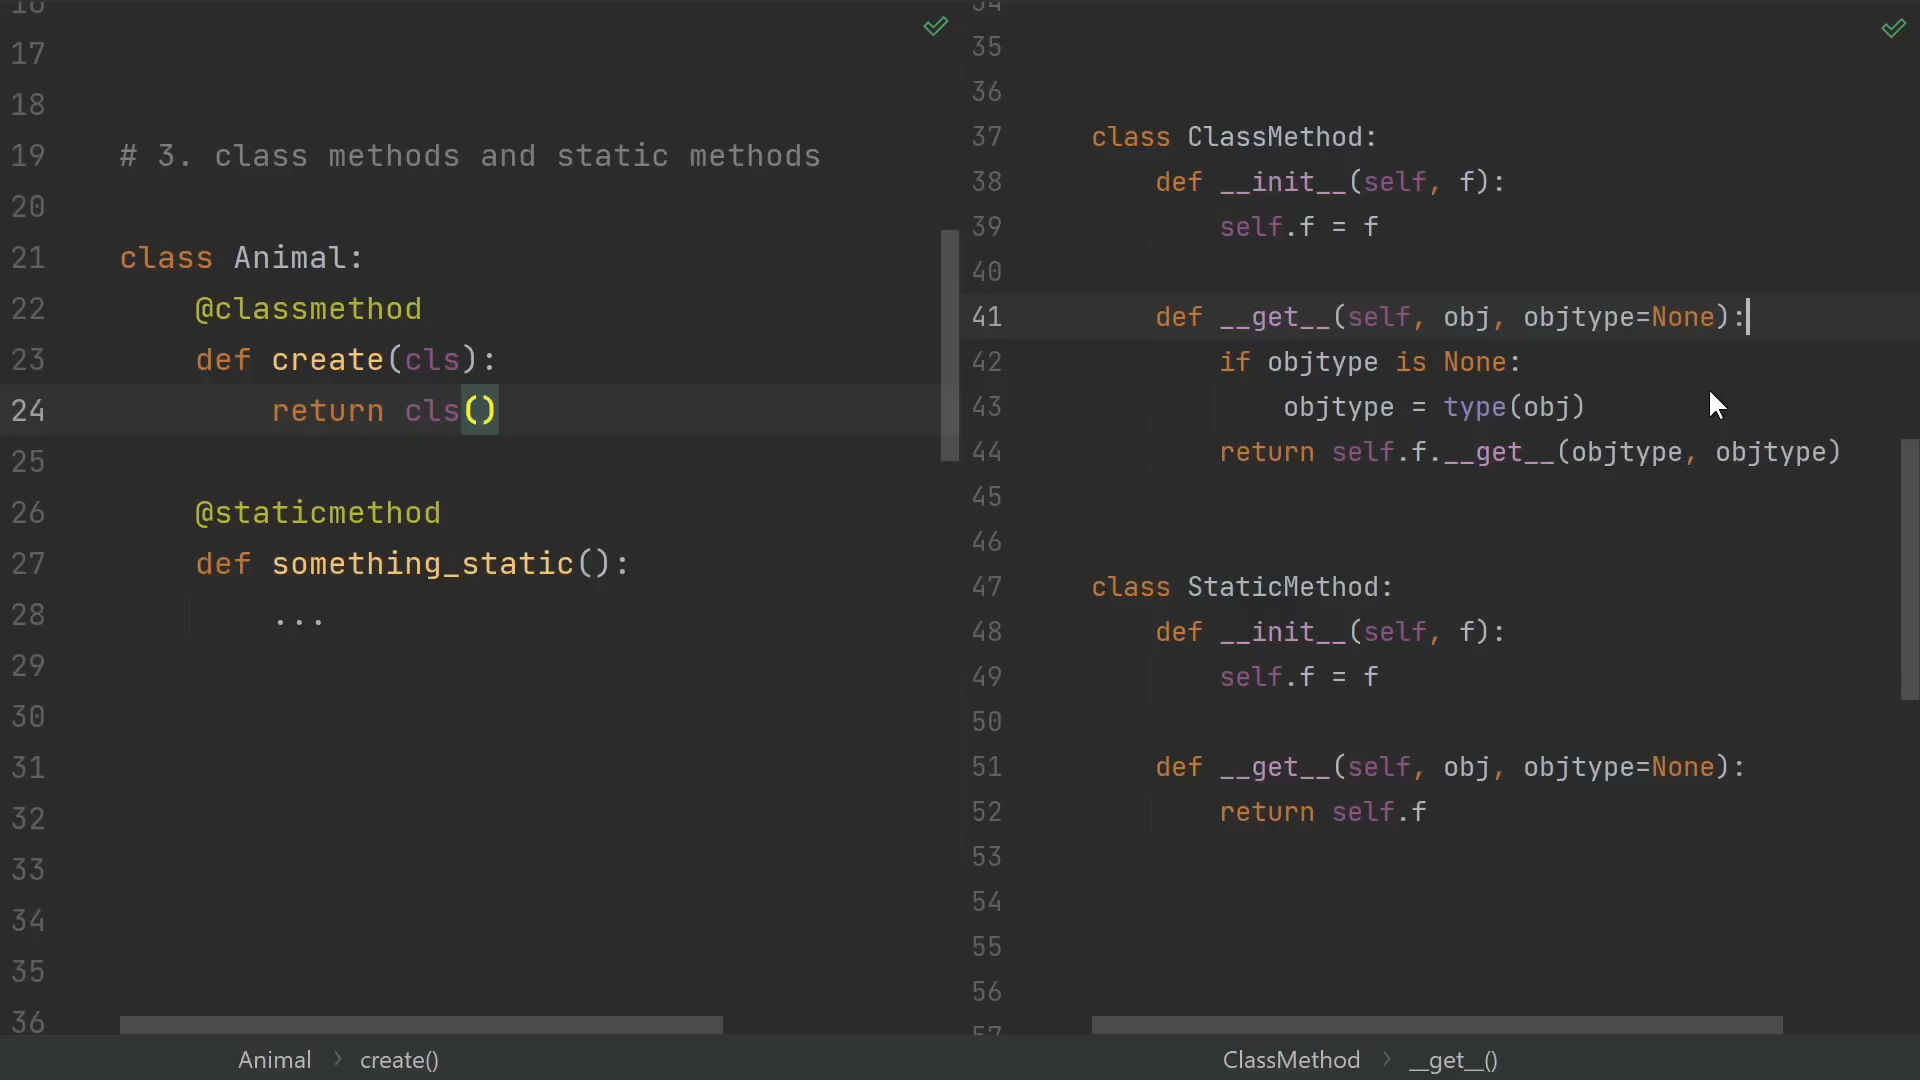 17
18
19 # 3. class methods and static methods
20
21 class Animal:
22 @classmethod
23 def create(cls):
24 return cls()
25
26 @staticmethod
27 def something_static():
28 ...
29
30
31
32
33
34
35
36
Animal > create()
34
35
36
37 class ClassMethod:
38 def __init__(self, f):
39 self.f = f
40
41 def __get__(self, obj, objtype=None):
42 if objtype is None:
43 objtype = type(obj)
44 return self.f.__get__(objtype, objtype)
45
46
47 class StaticMethod:
48 def __init__(self, f):
49 self.f = f
50
51 def __get__(self, obj, objtype=None):
52 return self.f
53
54
55
56
57
ClassMethod > __get__()